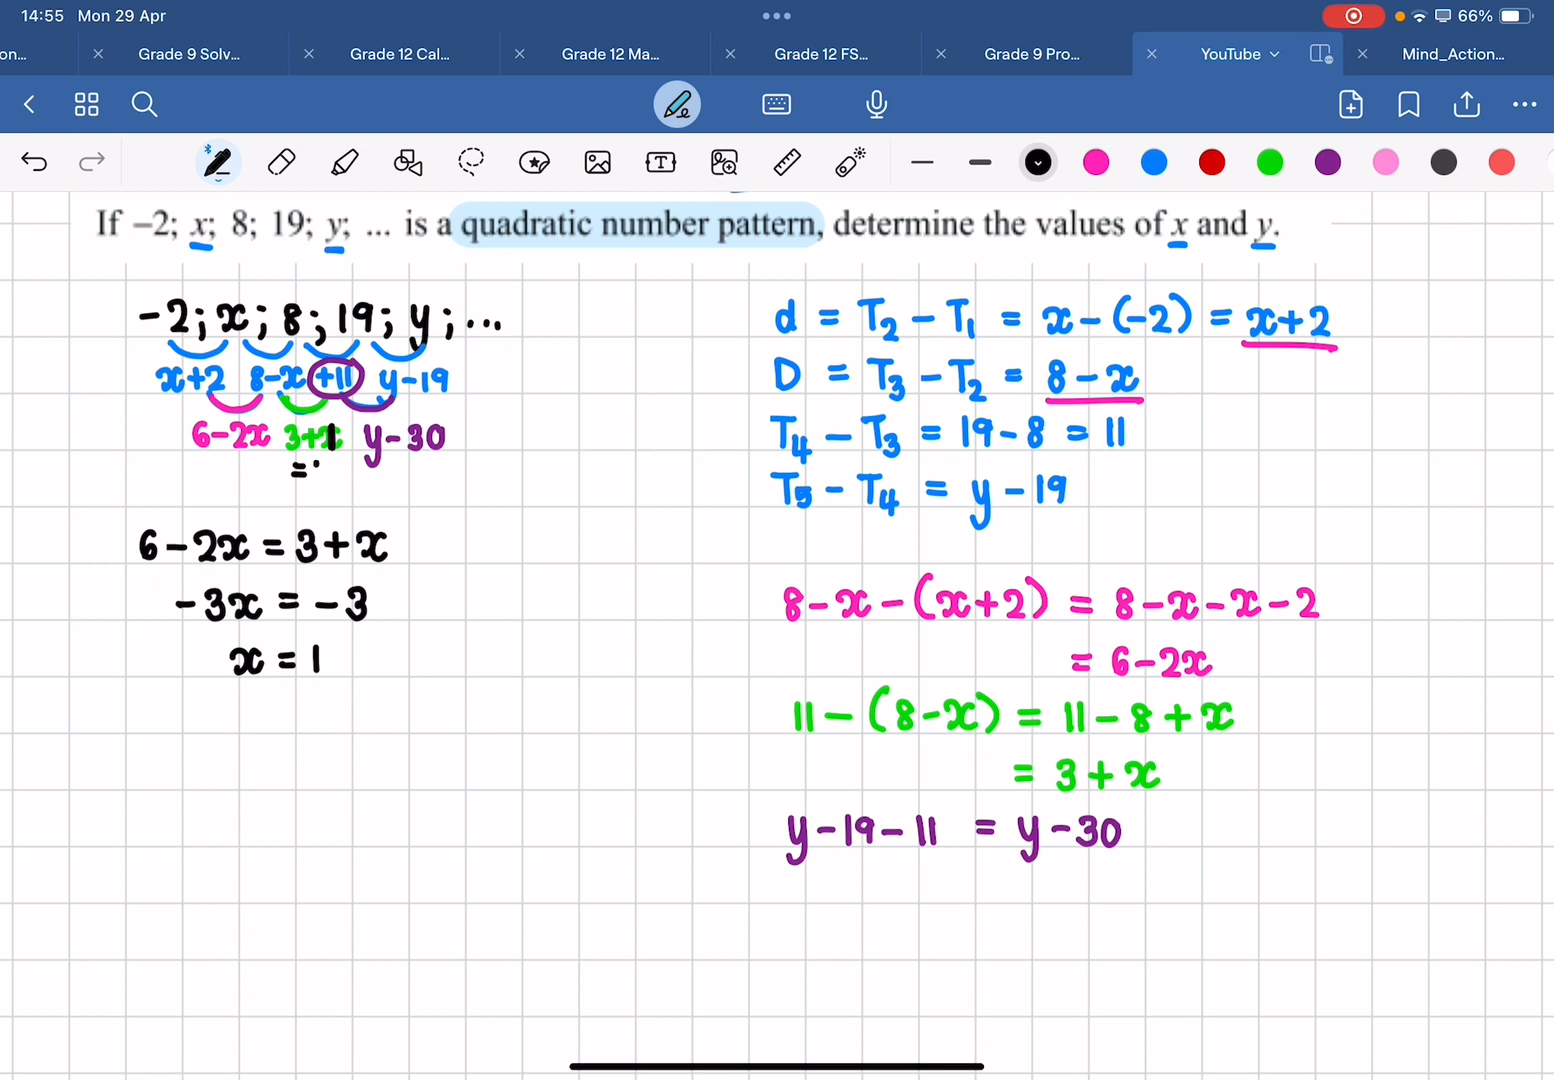 14:55 Mon 29 Apr
66%
on... Grade 9 Solv... Grade 12 Cal... Grade 12 Ma... Grade 12 FS... Grade 9 Pro... YouTube Mind_Action...
If −2; x; 8; 19; y; ... is a quadratic number pattern, determine the values of x and y.
-2; x; 8; 19; y; ...
x+2 8-x +11 y-19
6-2x 3+ y-30
=
6-2x = 3+x
-3x = -3
x = 1
d = T₂ - T₁ = x-(-2) = x+2
D = T₃ - T₂ = 8-x
T₄ - T₃ = 19-8 = 11
T₅ - T₄ = y-19
8-x-(x+2) = 8-x-x-2
= 6-2x
11-(8-x) = 11-8+x
= 3+x
y-19-11 = y-30